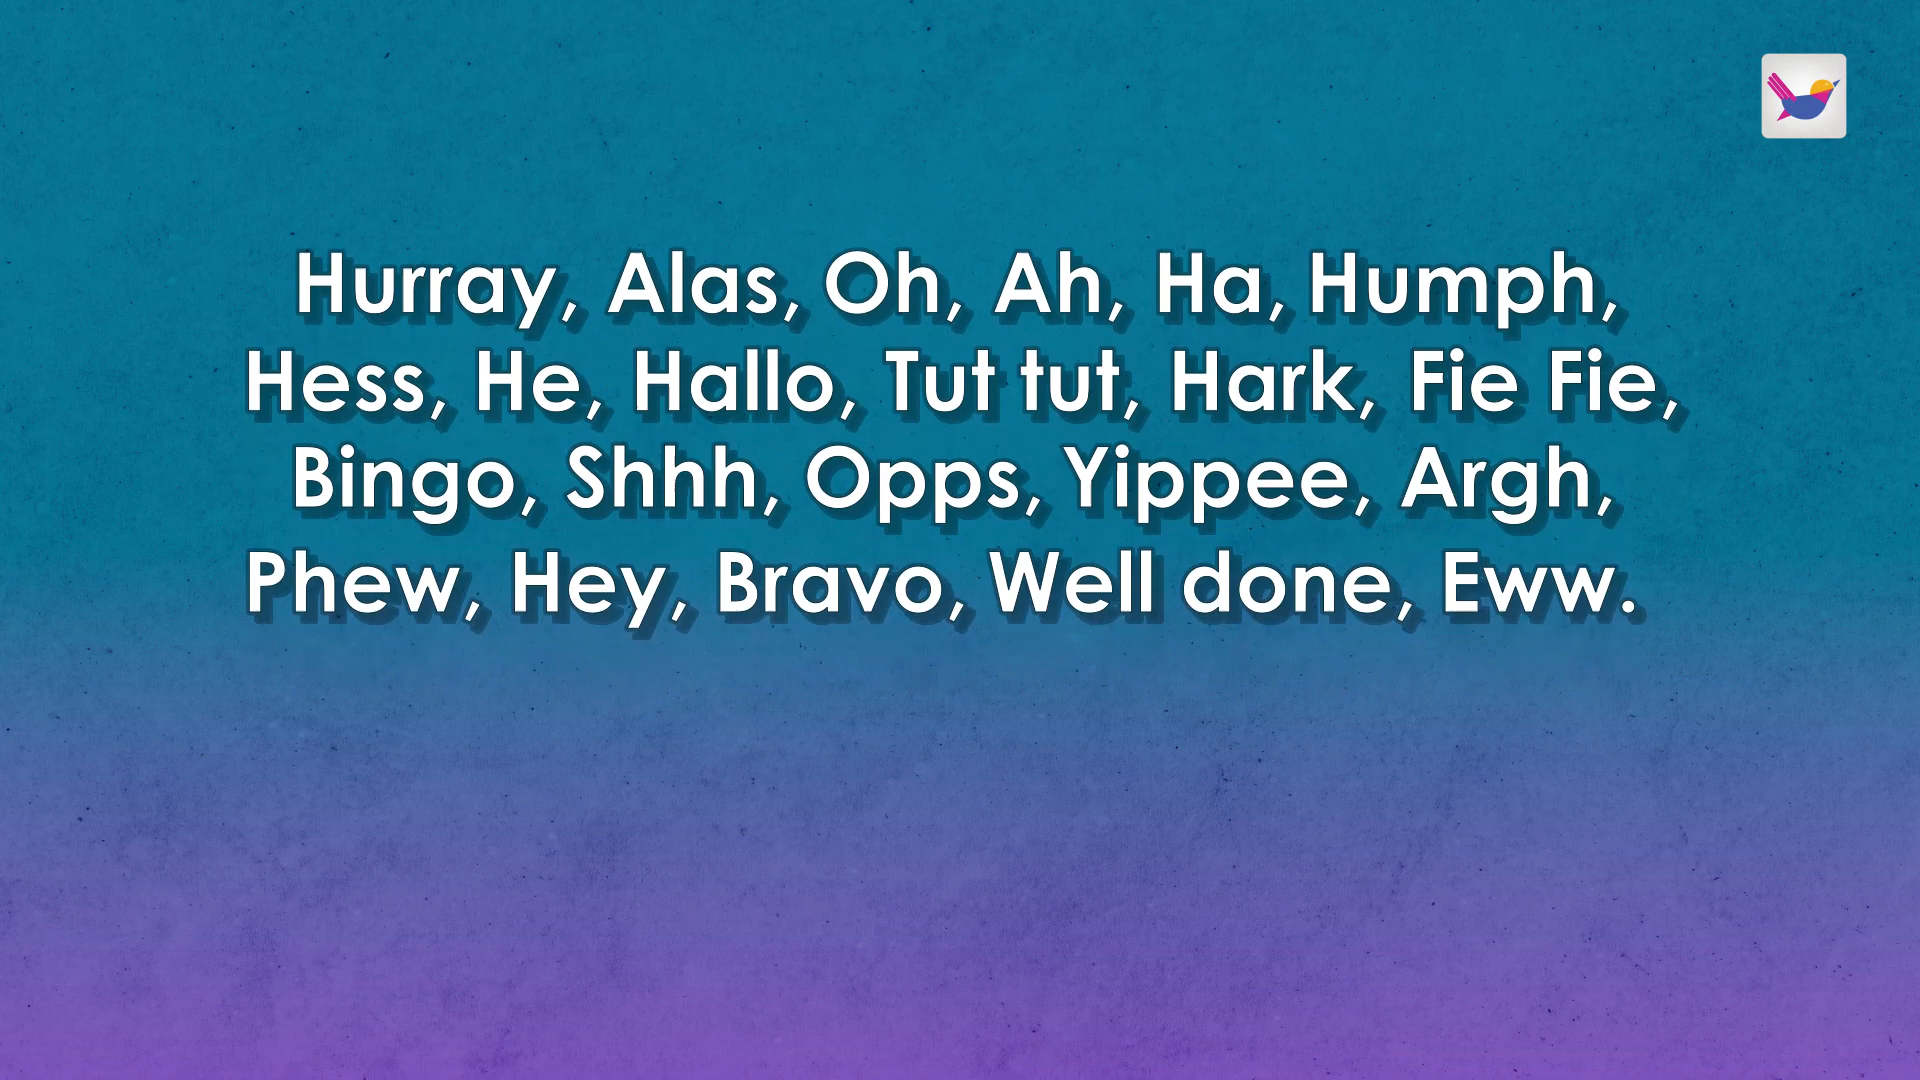 Hurray, Alas, Oh, Ah, Ha, Humph,
Hess, He, Hallo, Tut tut, Hark, Fie Fie,
Bingo, Shhh, Opps, Yippee, Argh,
Phew, Hey, Bravo, Well done, Eww.